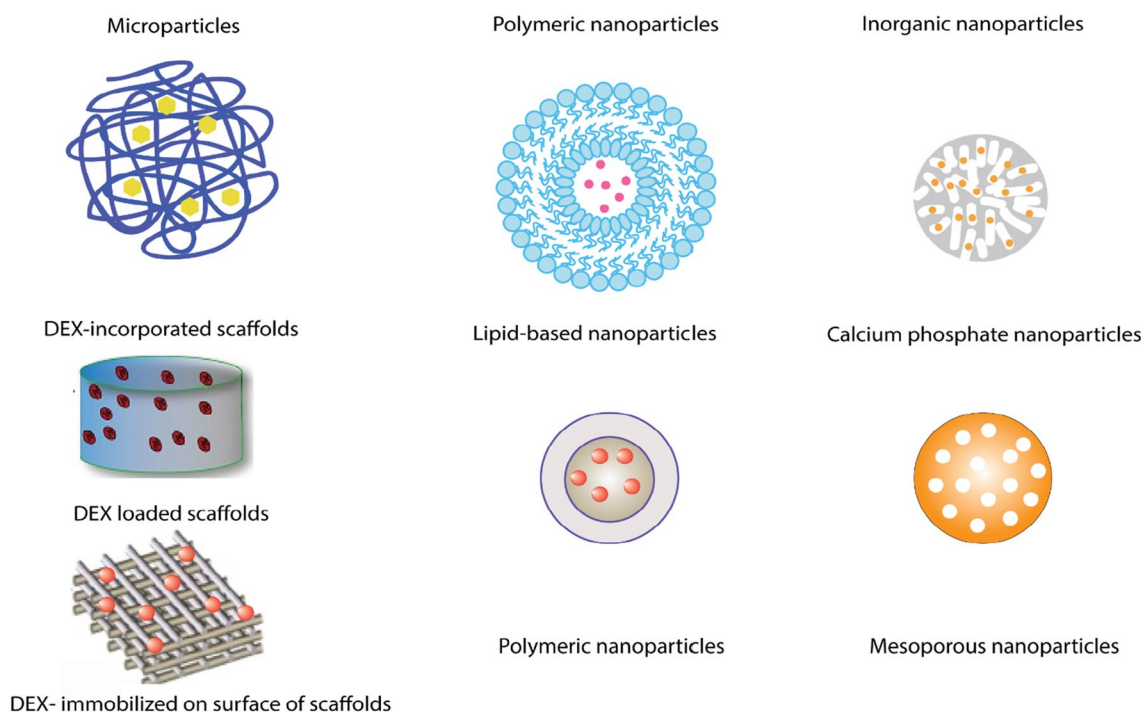 Microparticles
Polymeric nanoparticles
Inorganic nanoparticles
DEX-incorporated scaffolds
Lipid-based nanoparticles
Calcium phosphate nanoparticles
DEX loaded scaffolds
Polymeric nanoparticles
Mesoporous nanoparticles
DEX- immobilized on surface of scaffolds